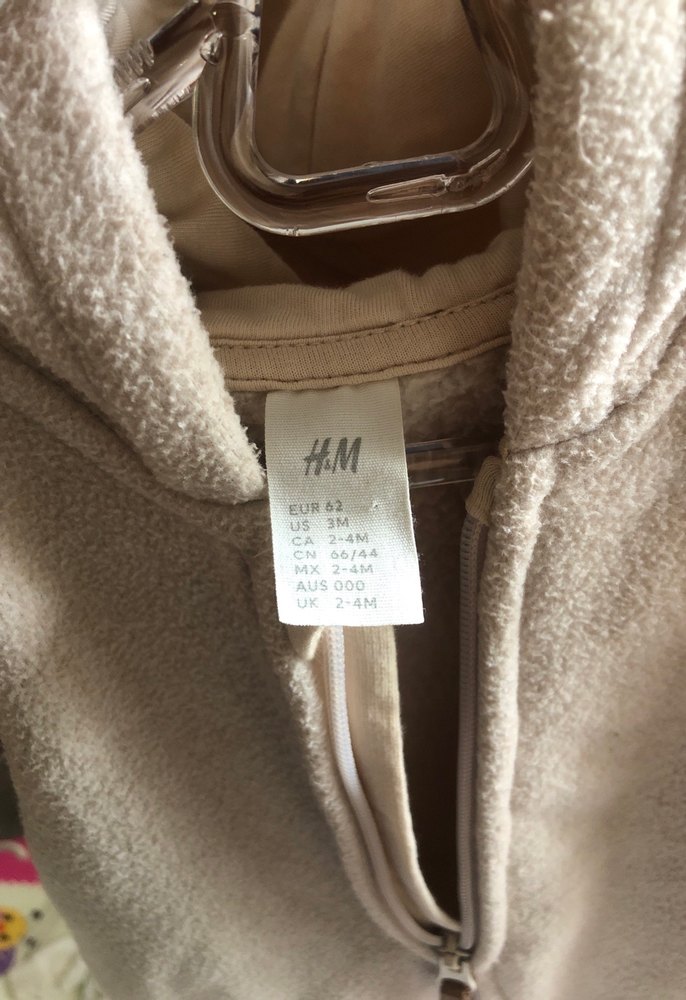 H&M
EUR 62
US 3M
CA 2-4M
CN 66/44
MX 2-4M
AUS 000
UK 2-4M